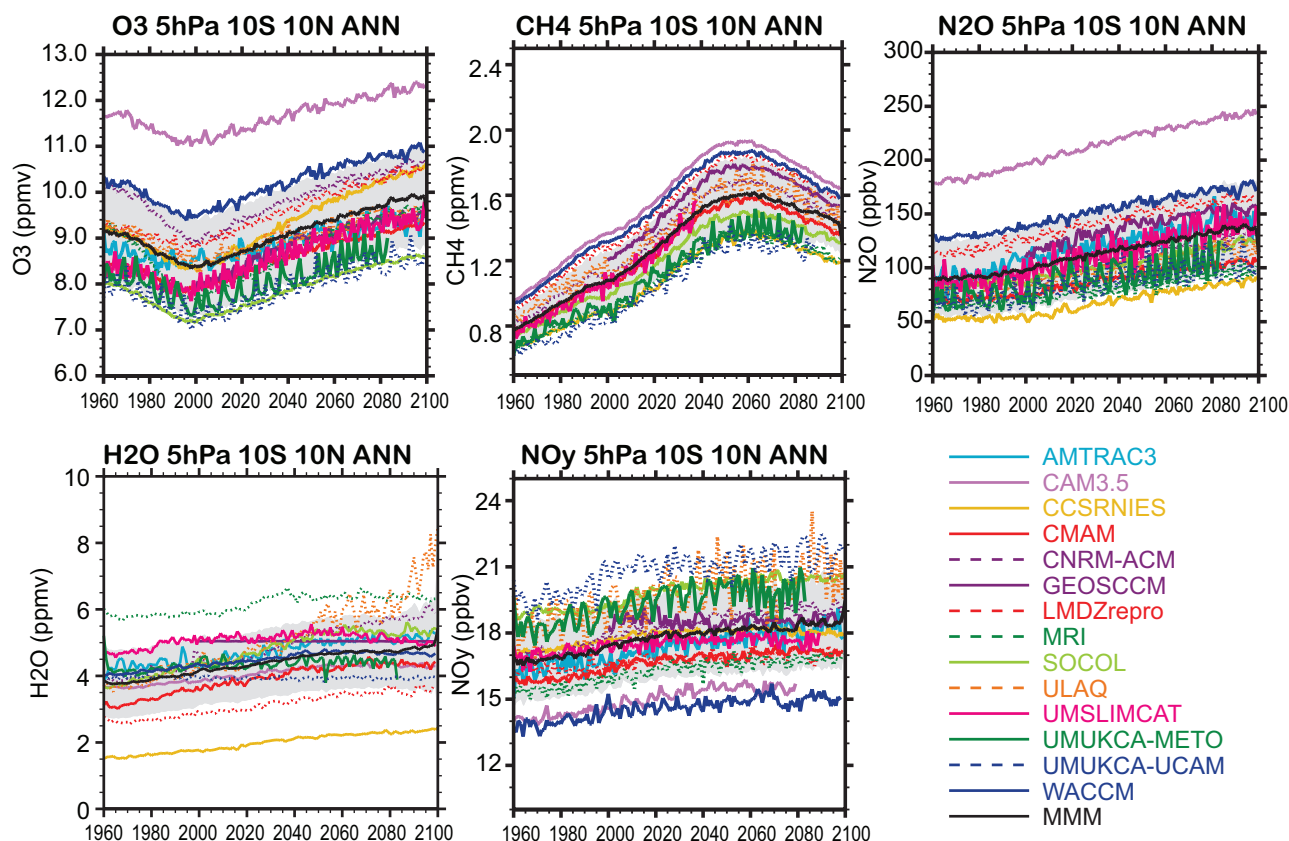 O3 5hPa 10S 10N ANN
CH4 5hPa 10S 10N ANN
N2O 5hPa 10S 10N ANN
13.0
12.0
11.0
10.0
9.0
8.0
7.0
6.0
O3 (ppmv)
1960 1980 2000 2020 2040 2060 2080 2100
2.4
2.0
1.6
1.2
0.8
CH4 (ppmv)
1960 1980 2000 2020 2040 2060 2080 2100
300
250
200
150
100
50
0
N2O (ppbv)
1960 1980 2000 2020 2040 2060 2080 2100
H2O 5hPa 10S 10N ANN
NOy 5hPa 10S 10N ANN
10
8
6
4
2
0
H2O (ppmv)
1960 1980 2000 2020 2040 2060 2080 2100
24
21
18
15
12
NOy (ppbv)
1960 1980 2000 2020 2040 2060 2080 2100
AMTRAC3
CAM3.5
CCSRNIES
CMAM
CNRM-ACM
GEOSCCM
LMDZrepro
MRI
SOCOL
ULAQ
UMSLIMCAT
UMUKCA-METO
UMUKCA-UCAM
WACCM
MMM